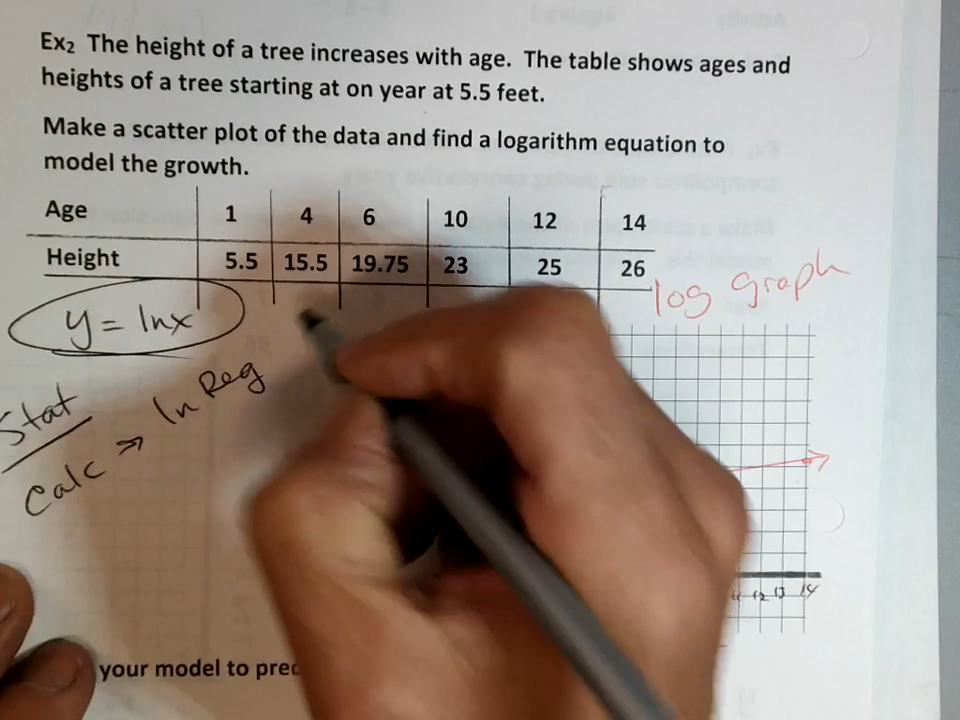 Ex2 The height of a tree increases with age. The table shows ages and
heights of a tree starting at on year at 5.5 feet.
Make a scatter plot of the data and find a logarithm equation to
model the growth.
Age 1 4 6 10 12 14
Height 5.5 15.5 19.75 23 25 26
log graph
y = lnx
Stat
Calc → ln Reg
12 13 14
your model to